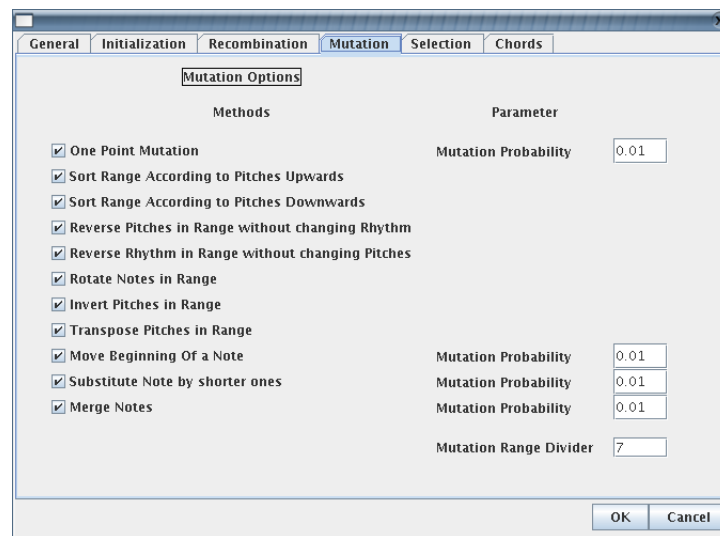 General Initialization Recombination Mutation Selection Chords
Mutation Options
Methods Parameter
One Point Mutation Mutation Probability 0.01
Sort Range According to Pitches Upwards
Sort Range According to Pitches Downwards
Reverse Pitches in Range without changing Rhythm
Reverse Rhythm in Range without changing Pitches
Rotate Notes in Range
Invert Pitches in Range
Transpose Pitches in Range
Move Beginning Of a Note Mutation Probability 0.01
Substitute Note by shorter ones Mutation Probability 0.01
Merge Notes Mutation Probability 0.01
Mutation Range Divider 7
OK Cancel